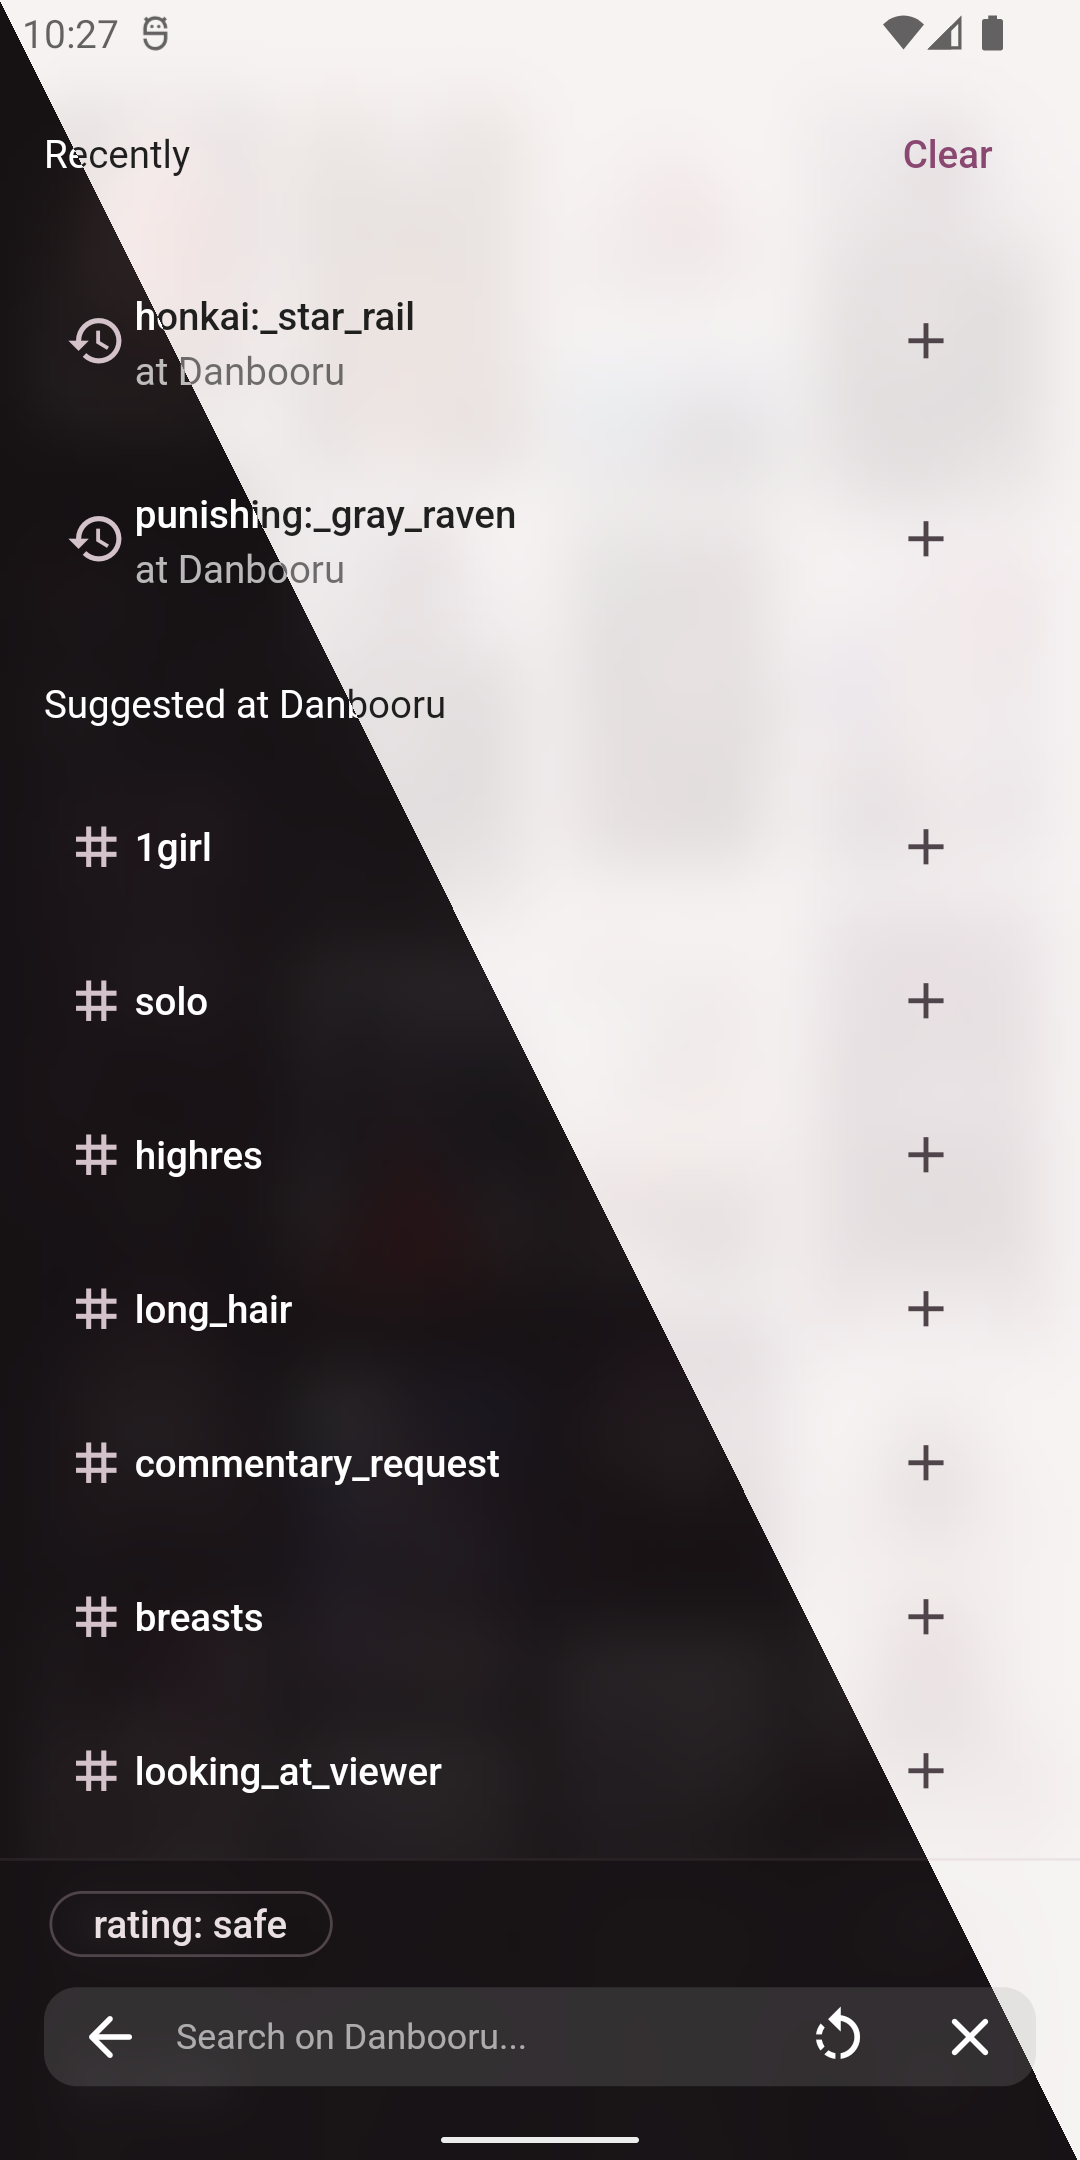 10:27
Recently
Clear
honkai:_star_rail
at Danbooru
punishing:_gray_raven
at Danbooru
Suggested at Danbooru
1girl
solo
highres
long_hair
commentary_request
breasts
looking_at_viewer
rating: safe
Search on Danbooru...